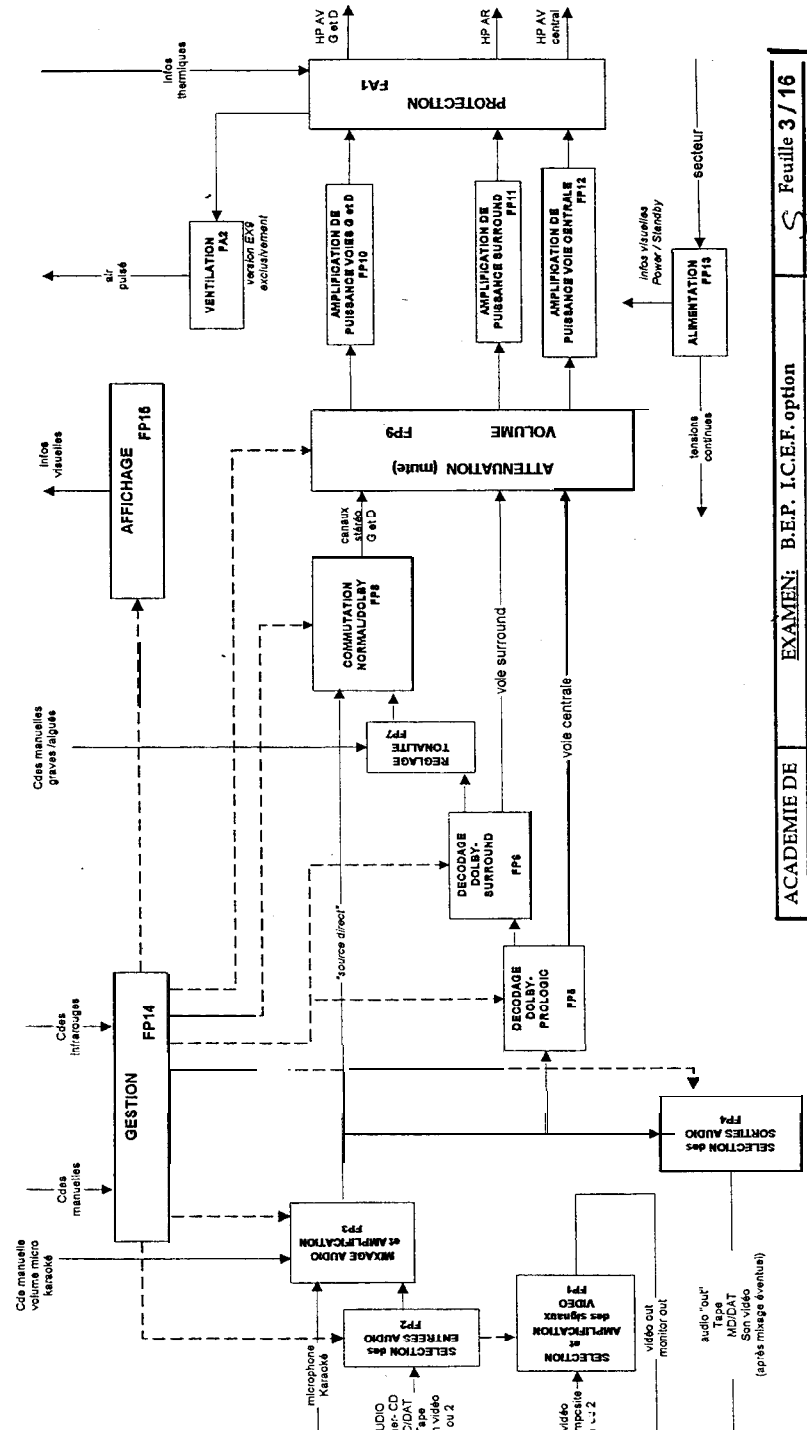 Cde manuelle
volume micro
karaoké
Cdes
manuelles
Cdes
Infrarouges
Cdes manuelles
graves /aiguës
Infos
visuelles
air
pulsé
Infos
thermiques
GESTION
FP14
AFFICHAGE
FP15
VENTILATION
FA2
version EX9
exclusivement
PROTECTION
FA1
HP AV
G et D
HP AR
HP AV
central
microphone
Karaoké
MIXAGE AUDIO
et AMPLIFICATION
FP3
SELECTION des
ENTREES AUDIO
FP2
SELECTION
et
AMPLIFICATION
des signaux
VIDEO
FP1
"source direct"
REGLAGE
TONALITE
FP7
COMMUTATION
NORMAL/DOLBY
FP8
canaux
stéréo
G et D
DECODAGE
DOLBY-
SURROUND
FP6
DECODAGE
DOLBY-
PROLOGIC
FP5
voie surround
voie centrale
ATTENUATION (mute)
VOLUME
FP9
AMPLIFICATION DE
PUISSANCE VOIES G et D
FP10
AMPLIFICATION DE
PUISSANCE SURROUND
FP11
AMPLIFICATION DE
PUISSANCE VOIE CENTRALE
FP12
SELECTION des
SORTIES AUDIO
FP4
Tape
vidéo
ou 2
vidéo
vidéo out
monitor out
audio "out"
Tape
MD/DAT
Son vidéo
(après mixage éventuel)
tensions
continues
ALIMENTATION
FP13
Infos visuelles
Power / Standby
secteur
ACADEMIE DE
EXAMEN: B.E.P. I.C.E.F. option
S Feuille 3 / 16